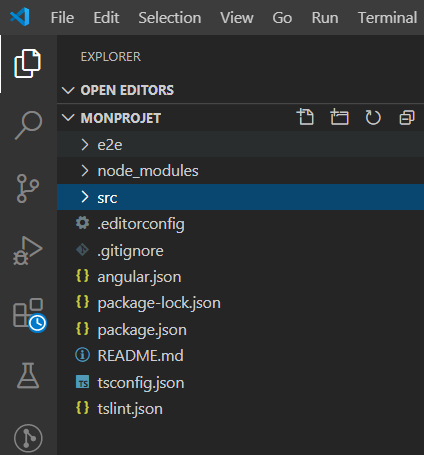 File Edit Selection View Go Run Terminal
EXPLORER
OPEN EDITORS
MONPROJET
e2e
node_modules
src
.editorconfig
.gitignore
{} angular.json
{} package-lock.json
{} package.json
README.md
TS tsconfig.json
{} tslint.json